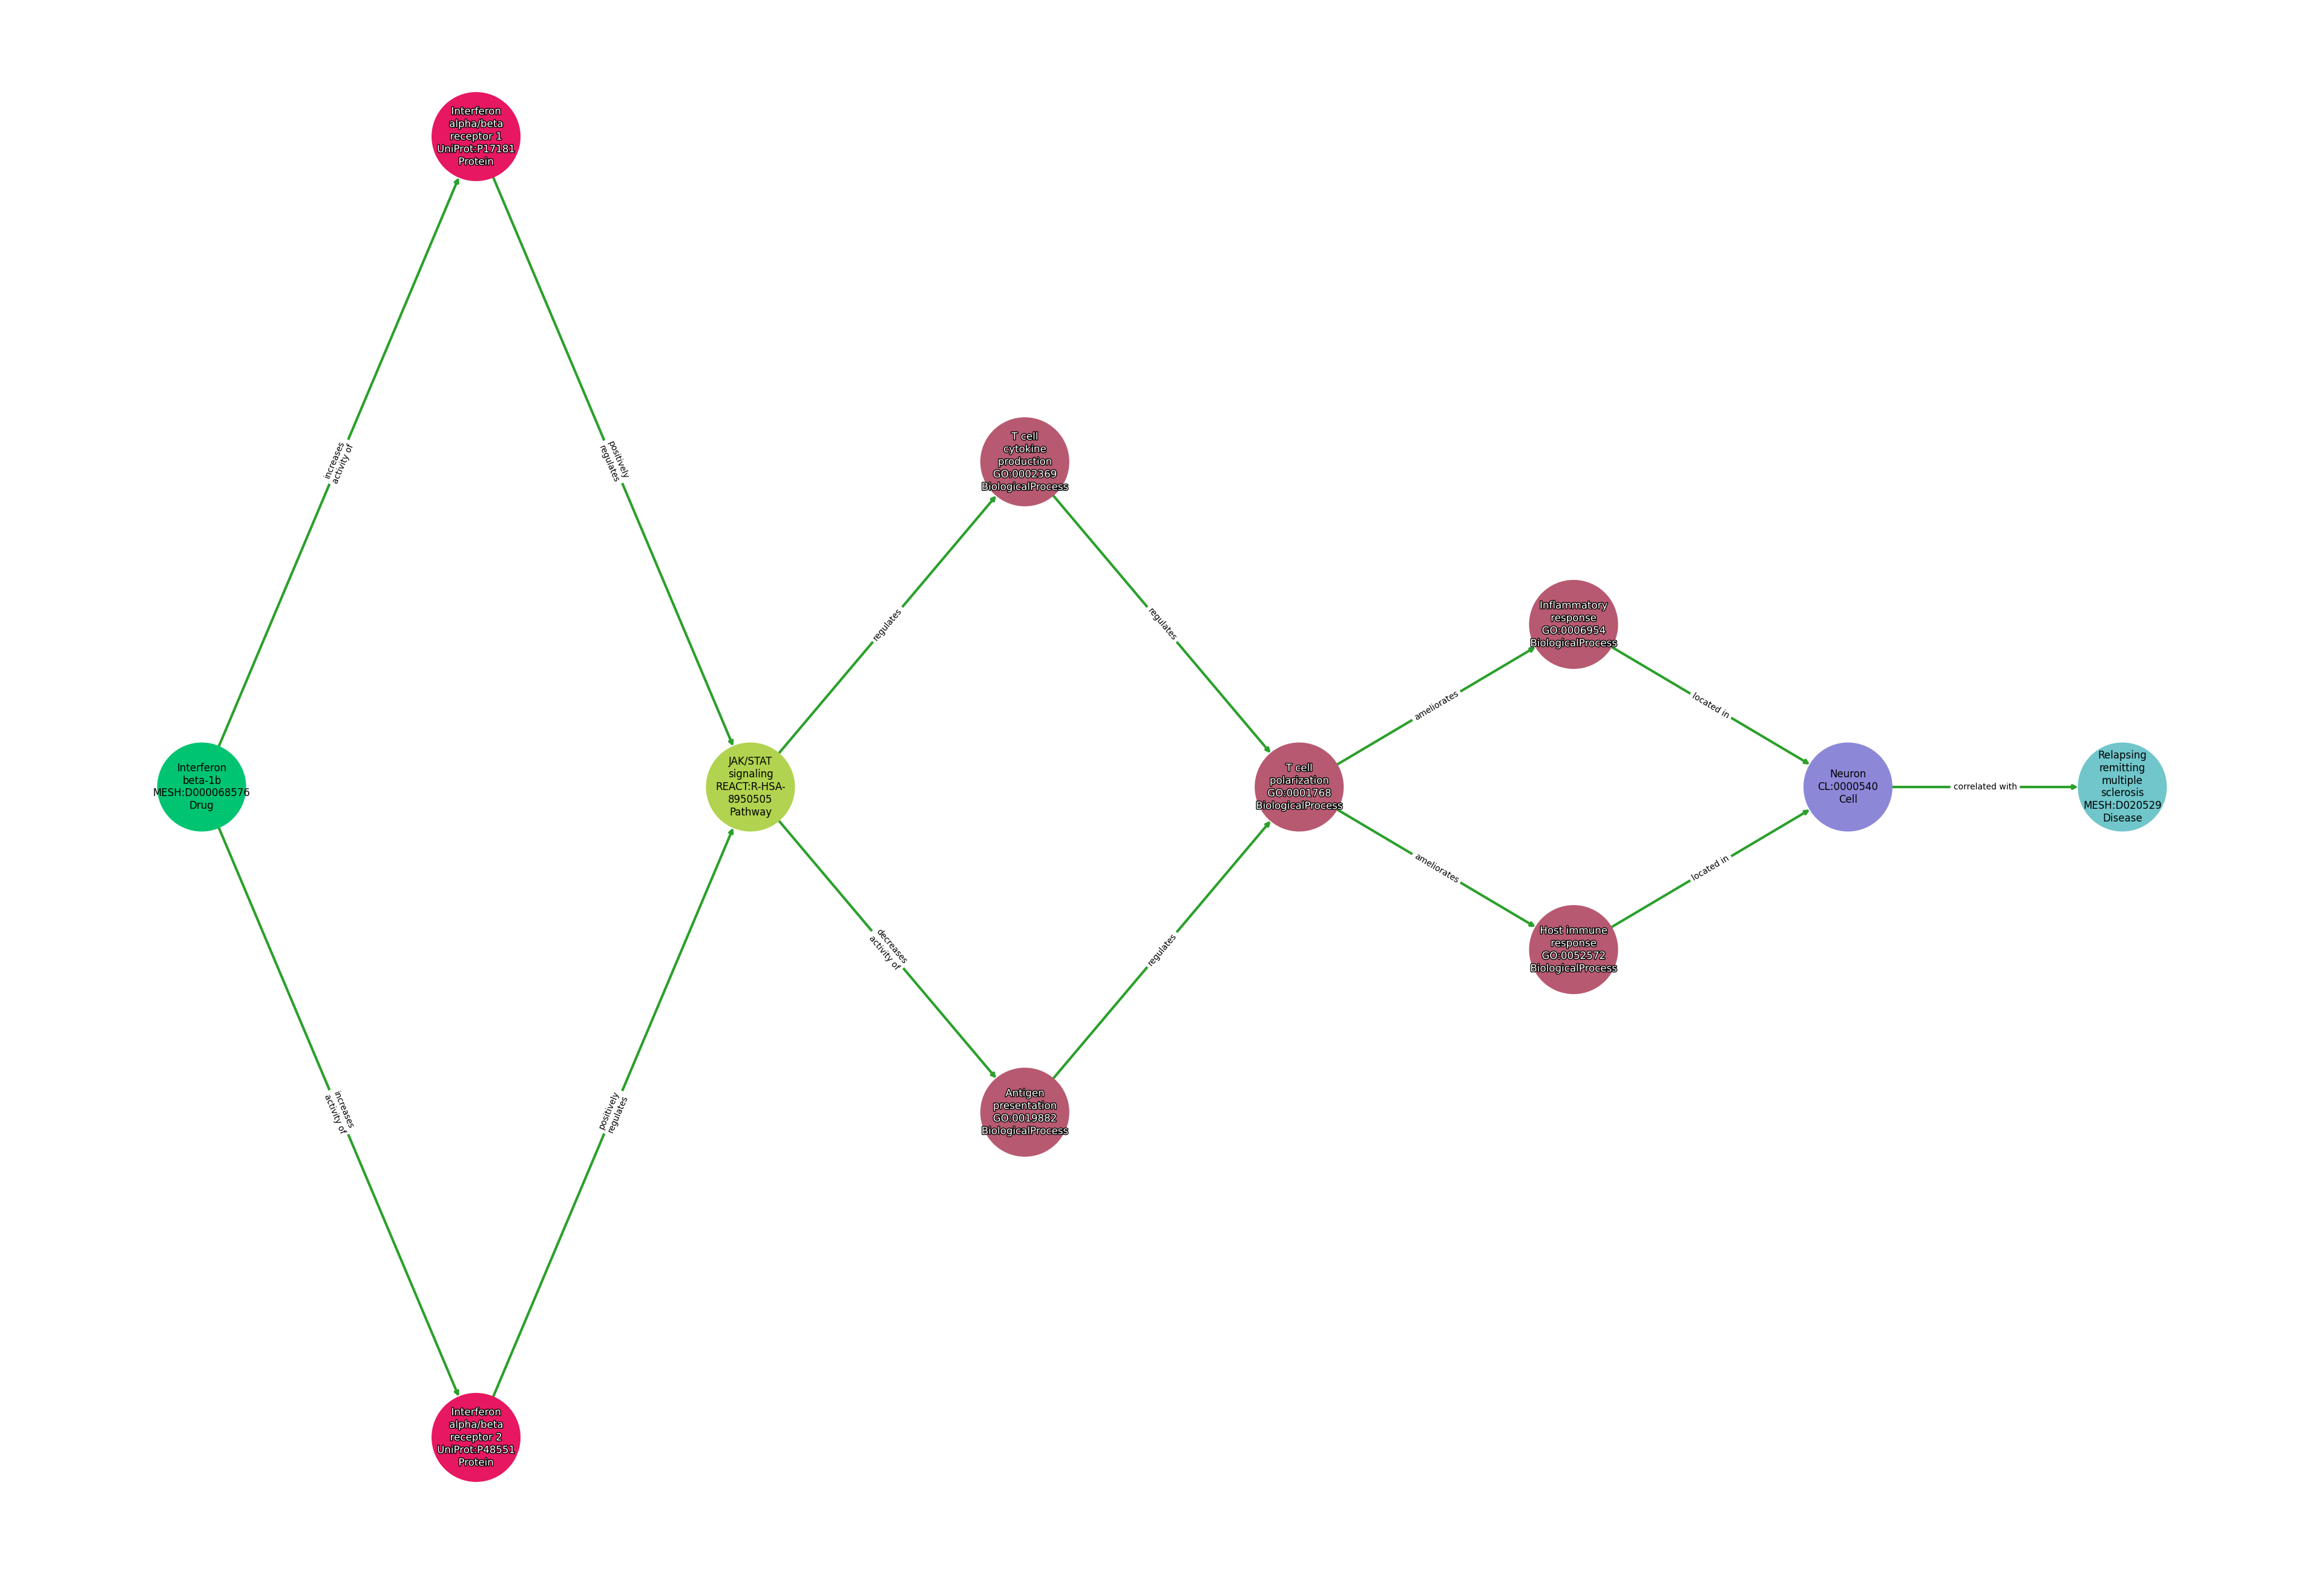 Interferon
alpha/beta
receptor 1
UniProt:P17181
Protein
increases
activity of
positively
regulates
T cell
cytokine
production
GO:0002369
BiologicalProcess
regulates
regulates
Inflammatory
response
GO:0006954
BiologicalProcess
ameliorates
located in
Interferon
beta-1b
MESH:D000068576
Drug
JAK/STAT
signaling
REACT:R-HSA-
8950505
Pathway
T cell
polarization
GO:0001768
BiologicalProcess
Neuron
CL:0000540
Cell
correlated with
Relapsing
remitting
multiple
sclerosis
MESH:D020529
Disease
ameliorates
located in
decreases
activity of
regulates
Host immune
response
GO:0052572
BiologicalProcess
Antigen
presentation
GO:0019882
BiologicalProcess
increases
activity of
positively
regulates
Interferon
alpha/beta
receptor 2
UniProt:P48551
Protein